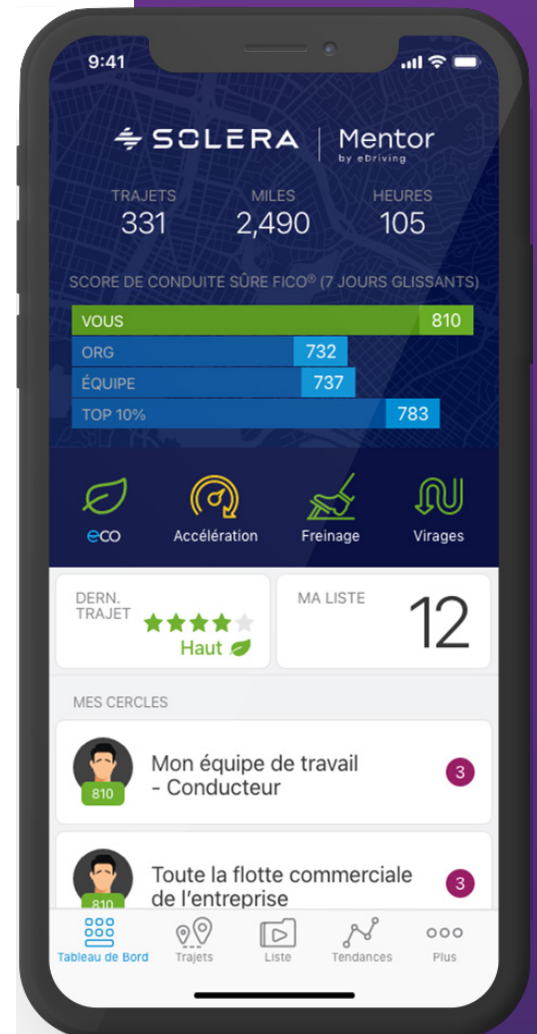 9:41
SOLERA | Mentor
by eDriving
TRAJETS MILES HEURES
331 2,490 105
SCORE DE CONDUITE SÛRE FICO® (7 JOURS GLISSANTS)
VOUS 810
ORG 732
ÉQUIPE 737
TOP 10% 783
eco Accélération Freinage Virages
DERN.
TRAJET
Haut
MA LISTE
12
MES CERCLES
Mon équipe de travail
- Conducteur
810
3
Toute la flotte commerciale
de l'entreprise
810
3
Tableau de Bord Trajets Liste Tendances Plus